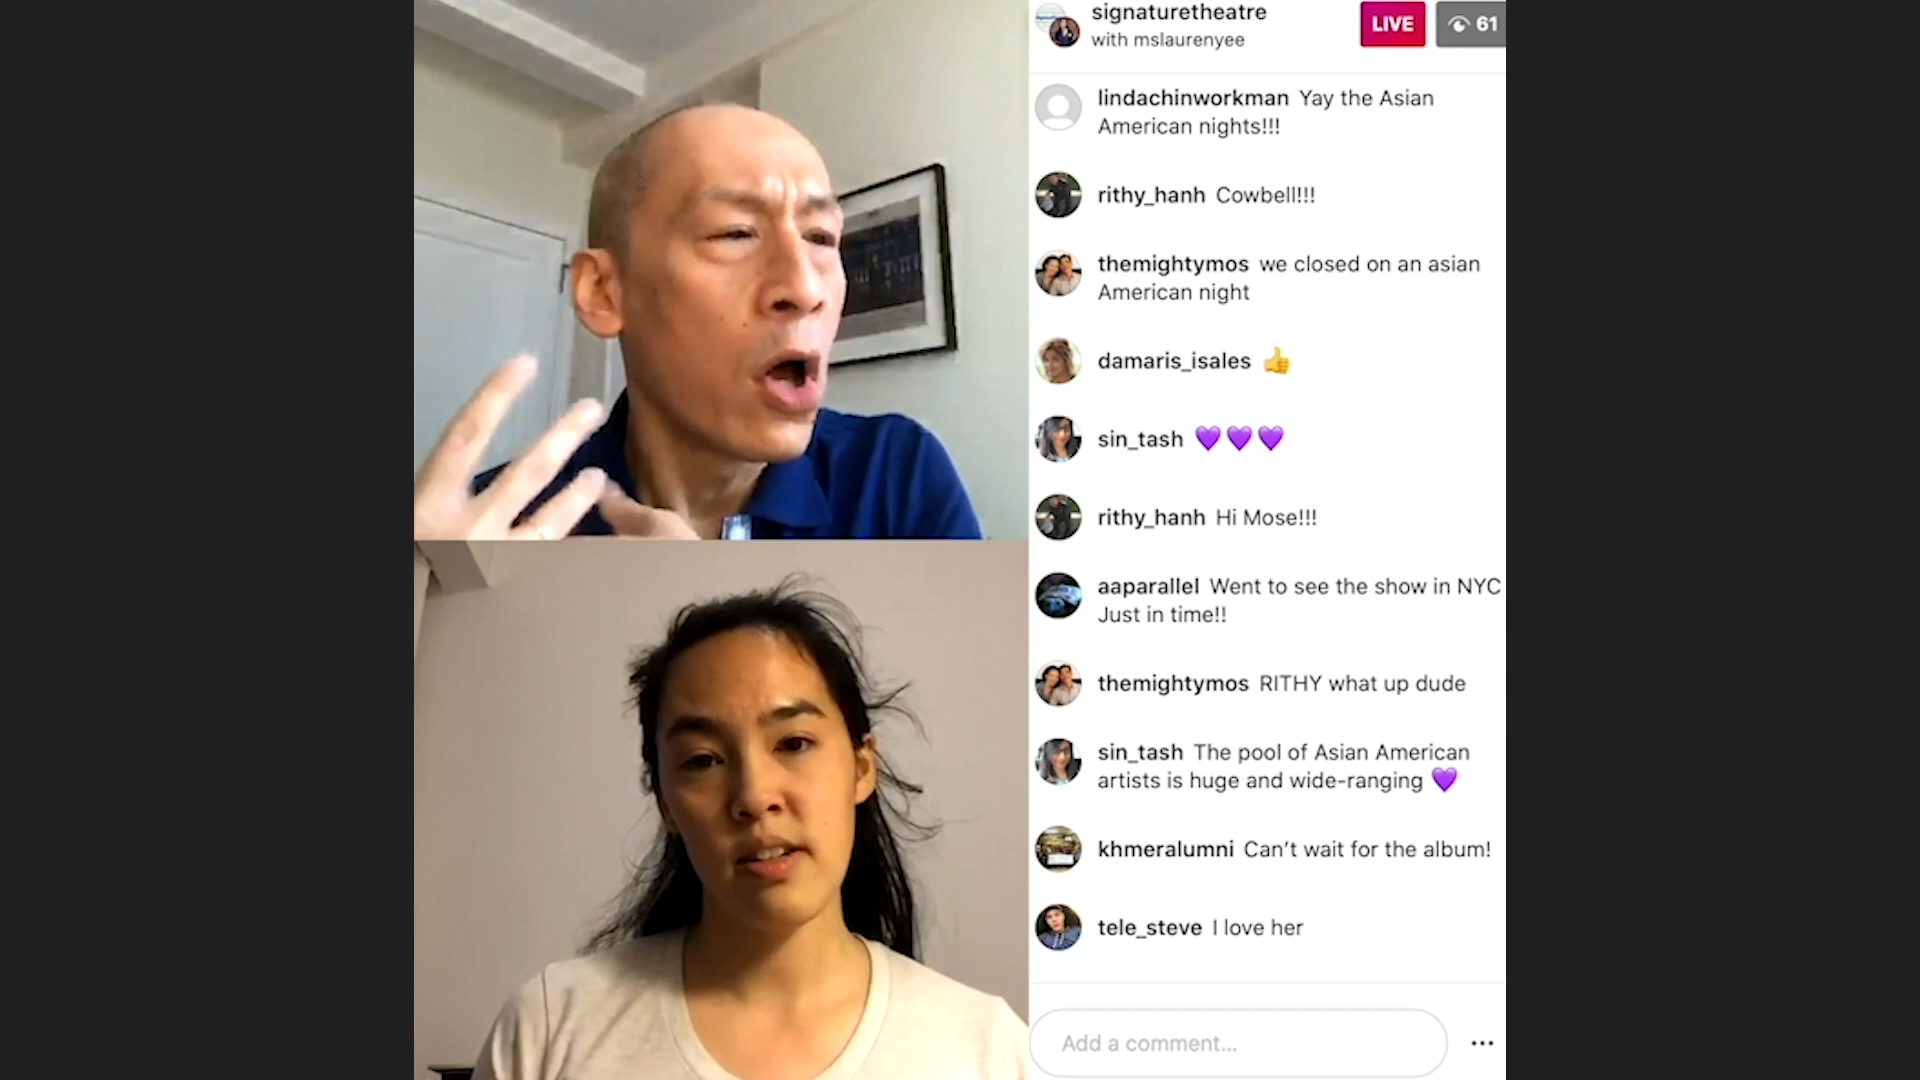 signaturetheatre
with mslaurenyee
LIVE
61
lindachinworkman Yay the Asian
American nights!!!
rithy_hanh Cowbell!!!
themightymos we closed on an asian
American night
damaris_isales 👍
sin_tash 💜💜💜
rithy_hanh Hi Mose!!!
aaparallel Went to see the show in NYC
Just in time!!
themightymos RITHY what up dude
sin_tash The pool of Asian American
artists is huge and wide-ranging 💜
khmeralumni Can’t wait for the album!
tele_steve I love her
Add a comment...